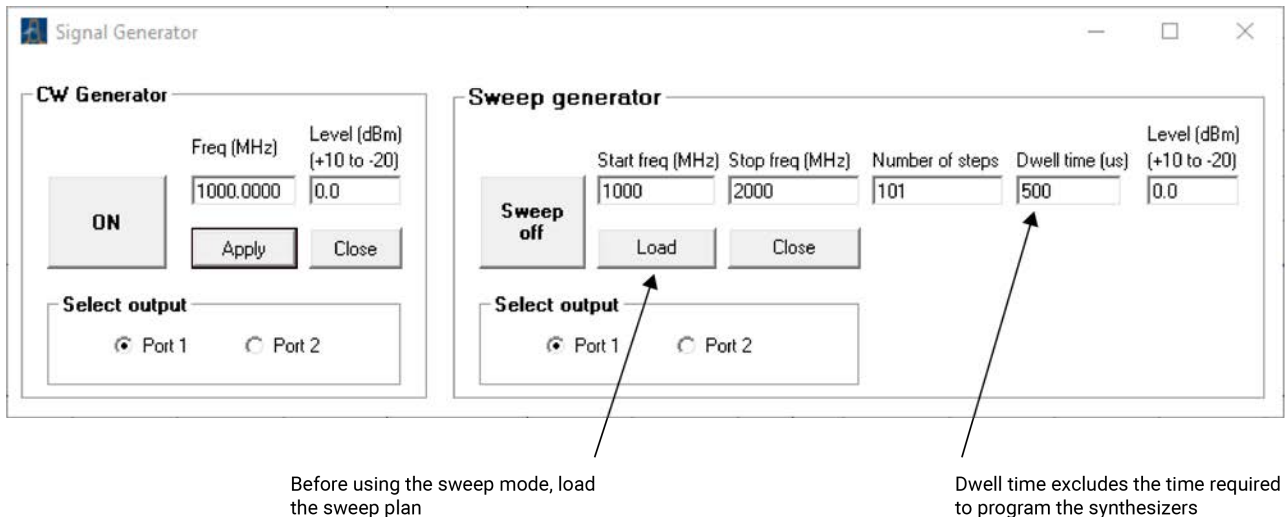 Signal Generator
CW Generator
Freq (MHz)
Level (dBm)
(+10 to -20)
1000.0000
0.0
ON
Apply
Close
Select output
Port 1
Port 2
Sweep generator
Start freq (MHz)
Stop freq (MHz)
Number of steps
Dwell time (us)
Level (dBm)
(+10 to -20)
1000
2000
101
500
0.0
Sweep
off
Load
Close
Select output
Port 1
Port 2
Before using the sweep mode, load
the sweep plan
Dwell time excludes the time required
to program the synthesizers